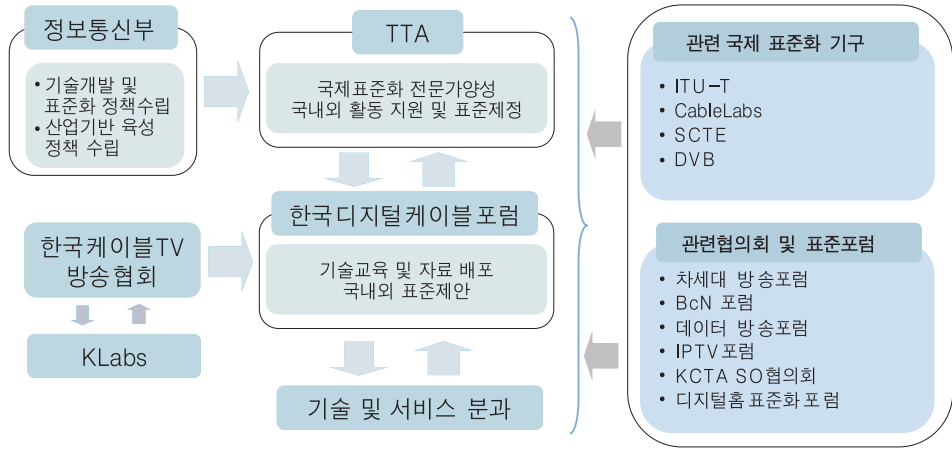 정보통신부
• 기술개발 및
표준화 정책수립
• 산업기반 육성
정책 수립
TTA
국제표준화 전문가양성
국내외 활동 지원 및 표준제정
한국케이블TV
방송협회
KLabs
한국디지털케이블포럼
기술교육 및 자료 배포
국내외 표준제안
기술 및 서비스 분과
관련 국제 표준화 기구
• ITU-T
• CableLabs
• SCTE
• DVB
관련협의회 및 표준포럼
• 차세대 방송포럼
• BcN 포럼
• 데이터 방송포럼
• IPTV포럼
• KCTA SO협의회
• 디지털홈표준화포럼